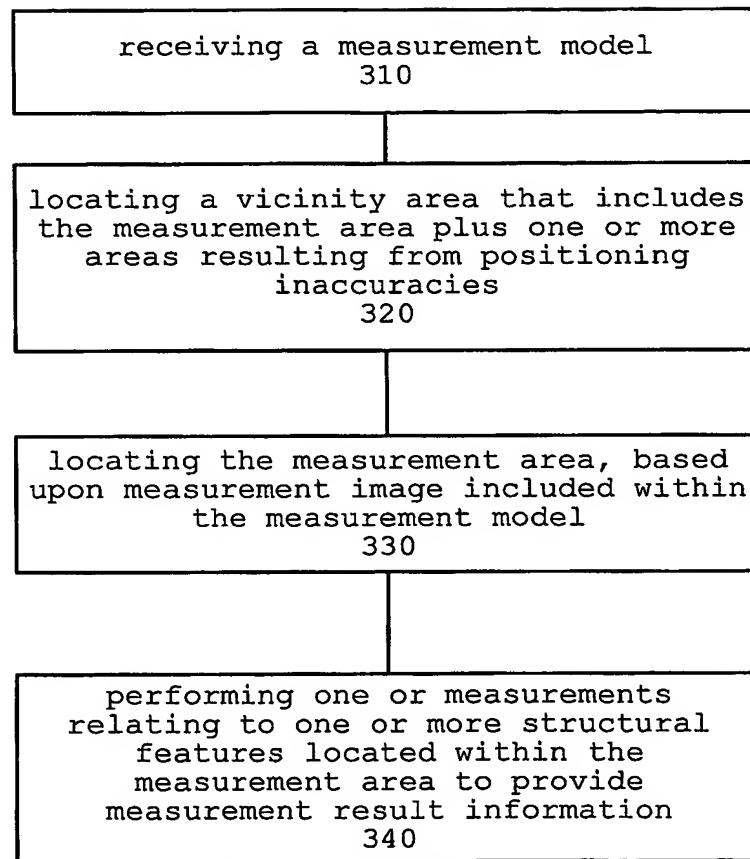 receiving a measurement model
310
locating a vicinity area that includes
the measurement area plus one or more
areas resulting from positioning
inaccuracies
320
locating the measurement area, based
upon measurement image included within
the measurement model
330
performing one or measurements
relating to one or more structural
features located within the
measurement area to provide
measurement result information
340